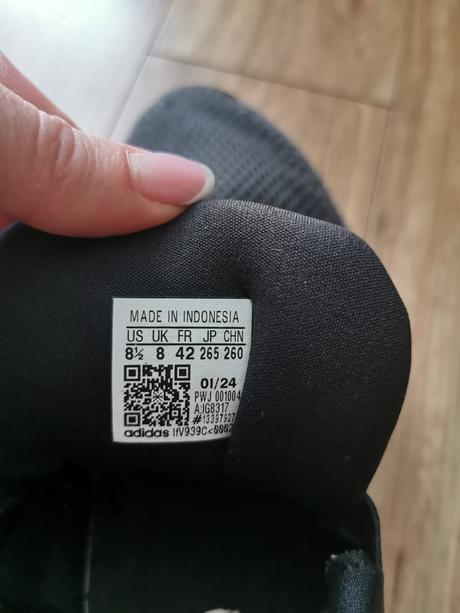 MADE IN INDONESIA
US UK FR JP CHN
8½ 8 42 265 260
01/24
PWJ 001004
A:IG8317
adidas